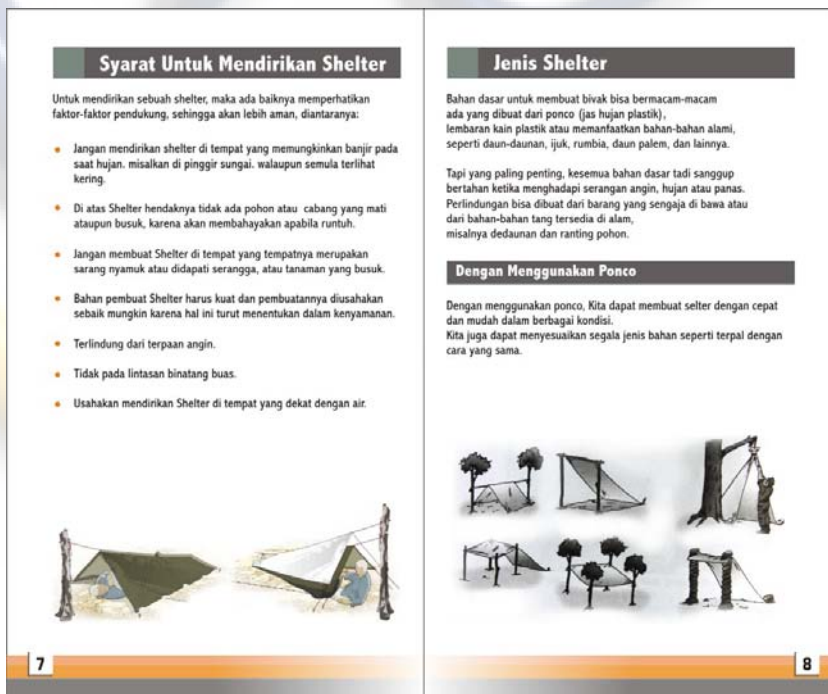 Syarat Untuk Mendirikan Shelter
Untuk mendirikan sebuah shelter, maka ada baiknya memperhatikan
faktor-faktor pendukung, sehingga akan lebih aman, diantaranya:
Jangan mendirikan shelter di tempat yang memungkinkan banjir pada
saat hujan. misalkan di pinggir sungai. walaupun semula terlihat
kering.
Di atas Shelter hendaknya tidak ada pohon atau cabang yang mati
ataupun busuk, karena akan membahayakan apabila runtuh.
Jangan membuat Shelter di tempat yang tempatnya merupakan
sarang nyamuk atau didapati serangga, atau tanaman yang busuk.
Bahan pembuat Shelter harus kuat dan pembuatannya diusahakan
sebaik mungkin karena hal ini turut menentukan dalam kenyamanan.
Terlindung dari terpaan angin.
Tidak pada lintasan binatang buas.
Usahakan mendirikan Shelter di tempat yang dekat dengan air.
7
Jenis Shelter
Bahan dasar untuk membuat bivak bisa bermacam-macam
ada yang dibuat dari ponco (jas hujan plastik),
lembaran kain plastik atau memanfaatkan bahan-bahan alami,
seperti daun-daunan, ijuk, rumbia, daun palem, dan lainnya.
Tapi yang paling penting, kesemua bahan dasar tadi sanggup
bertahan ketika menghadapi serangan angin, hujan atau panas.
Perlindungan bisa dibuat dari barang yang sengaja di bawa atau
dari bahan-bahan tang tersedia di alam,
misalnya dedaunan dan ranting pohon.
Dengan Menggunakan Ponco
Dengan menggunakan ponco, Kita dapat membuat selter dengan cepat
dan mudah dalam berbagai kondisi.
Kita juga dapat menyesuaikan segala jenis bahan seperti terpal dengan
cara yang sama.
8